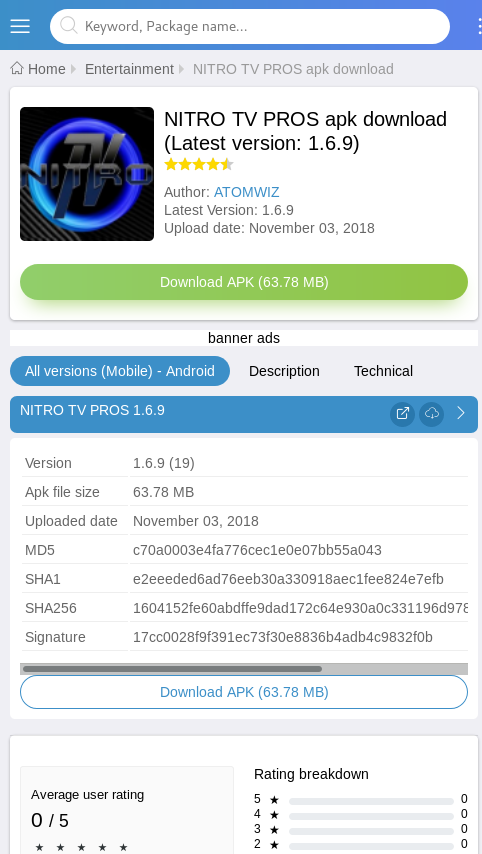 Keyword, Package name...
Home Entertainment NITRO TV PROS apk download
NITRO
TV
NITRO TV PROS apk download
(Latest version: 1.6.9)
Author: ATOMWIZ
Latest Version: 1.6.9
Upload date: November 03, 2018
Download APK (63.78 MB)
banner ads
All versions (Mobile) - Android Description Technical
NITRO TV PROS 1.6.9
Version 1.6.9 (19)
Apk file size 63.78 MB
Uploaded date November 03, 2018
MD5 c70a0003e4fa776cec1e0e07bb55a043
SHA1 e2eeeded6ad76eeb30a330918aec1fee824e7efb
SHA256 1604152fe60abdffe9dad172c64e930a0c331196d978
Signature 17cc0028f9f391ec73f30e8836b4adb4c9832f0b
Download APK (63.78 MB)
Average user rating
0 / 5
★ ★ ★ ★ ★
Rating breakdown
5 ★ 0
4 ★ 0
3 ★ 0
2 ★ 0